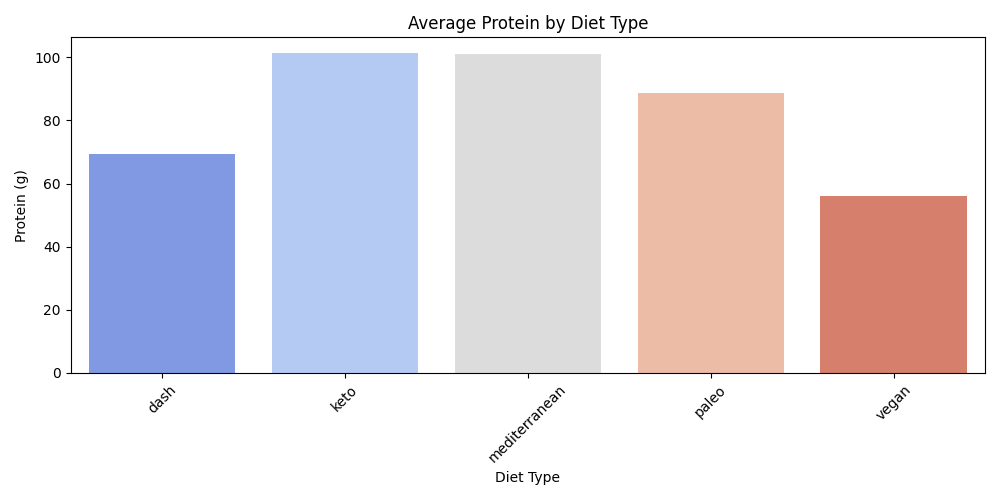 Average Protein by Diet Type
Protein (g)
100
80
60
40
20
0
dash
keto
mediterranean
paleo
vegan
Diet Type